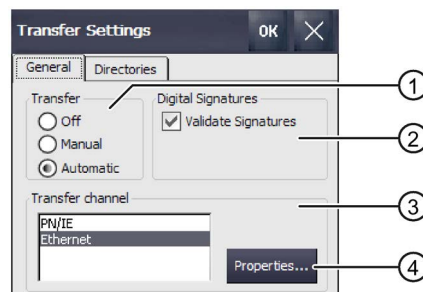 Transfer Settings OK
General Directories
Transfer
Off
Manual
Automatic
Digital Signatures
Validate Signatures
Transfer channel
PN/IE
Ethernet
Properties...
1
2
3
4